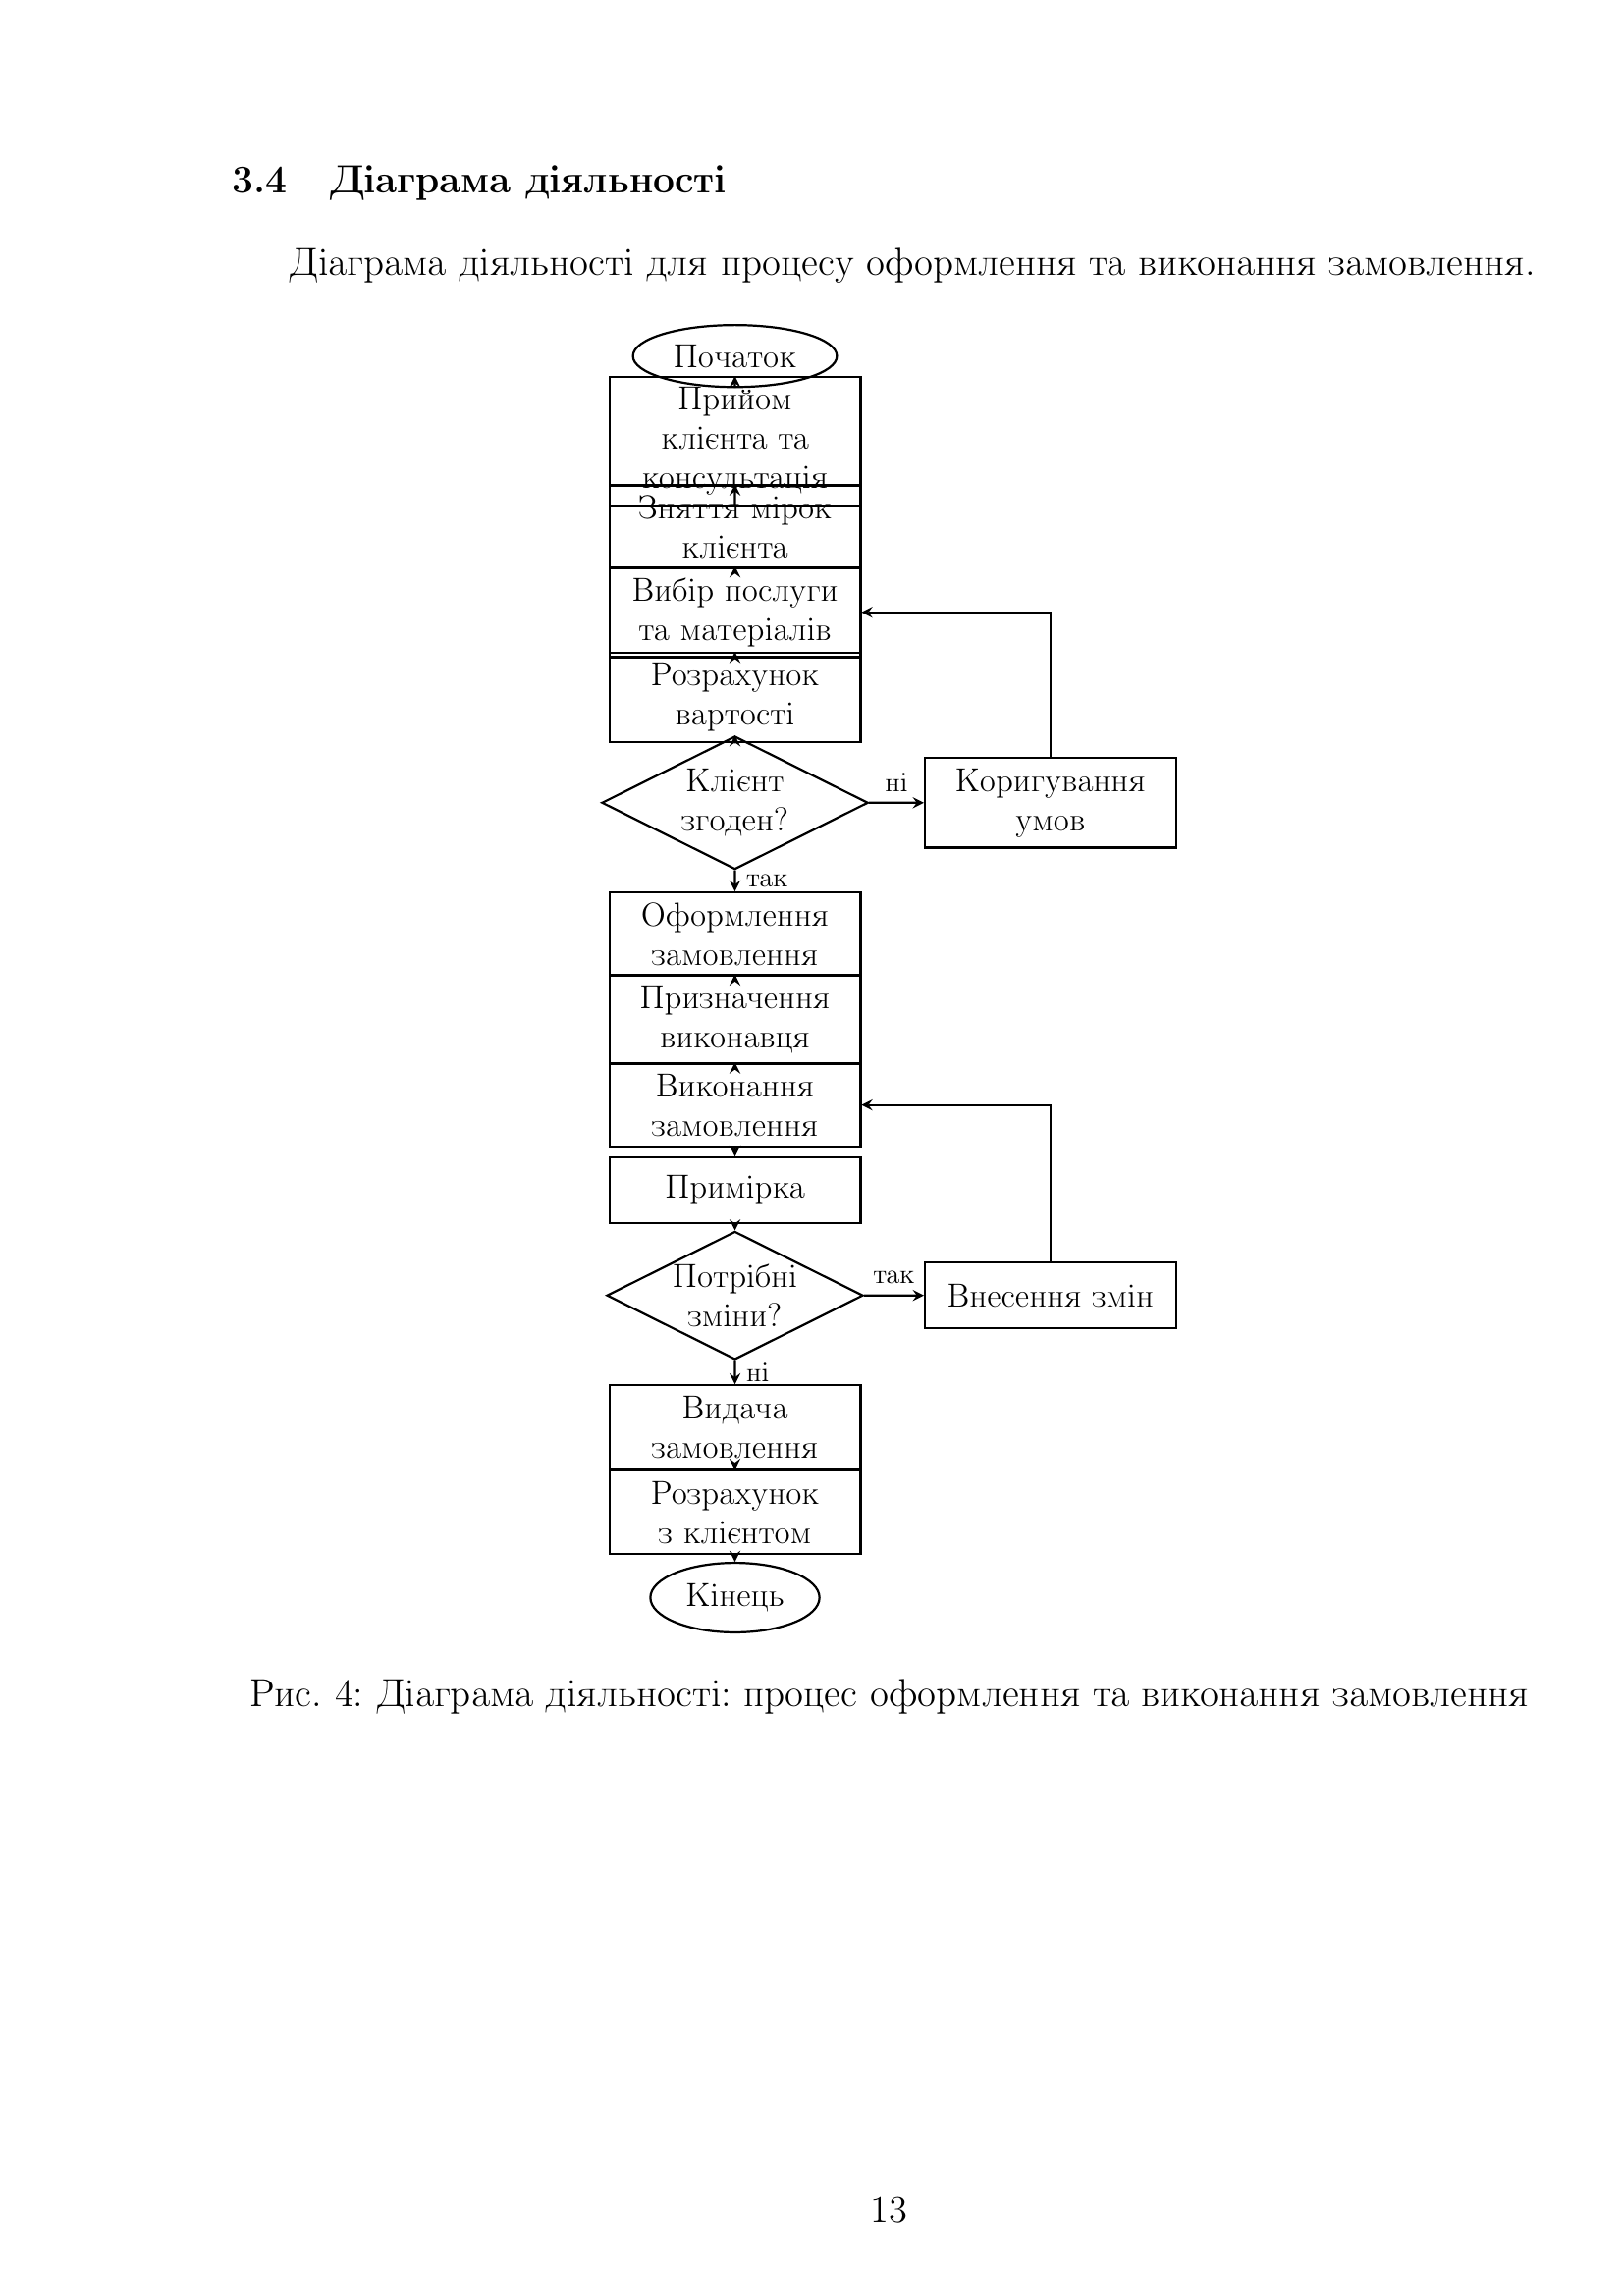 3.4 Діаграма діяльності
Діаграма діяльності для процесу оформлення та виконання замовлення.
Початок
Прийом
клієнта та
консультація
Зняття мірок
клієнта
Вибір послуги
та матеріалів
Розрахунок
вартості
Клієнт
згоден?
ні
Коригування
умов
так
Оформлення
замовлення
Призначення
виконавця
Виконання
замовлення
Примірка
Потрібні
зміни?
так
Внесення змін
ні
Видача
замовлення
Розрахунок
з клієнтом
Кінець
Рис. 4: Діаграма діяльності: процес оформлення та виконання замовлення
13